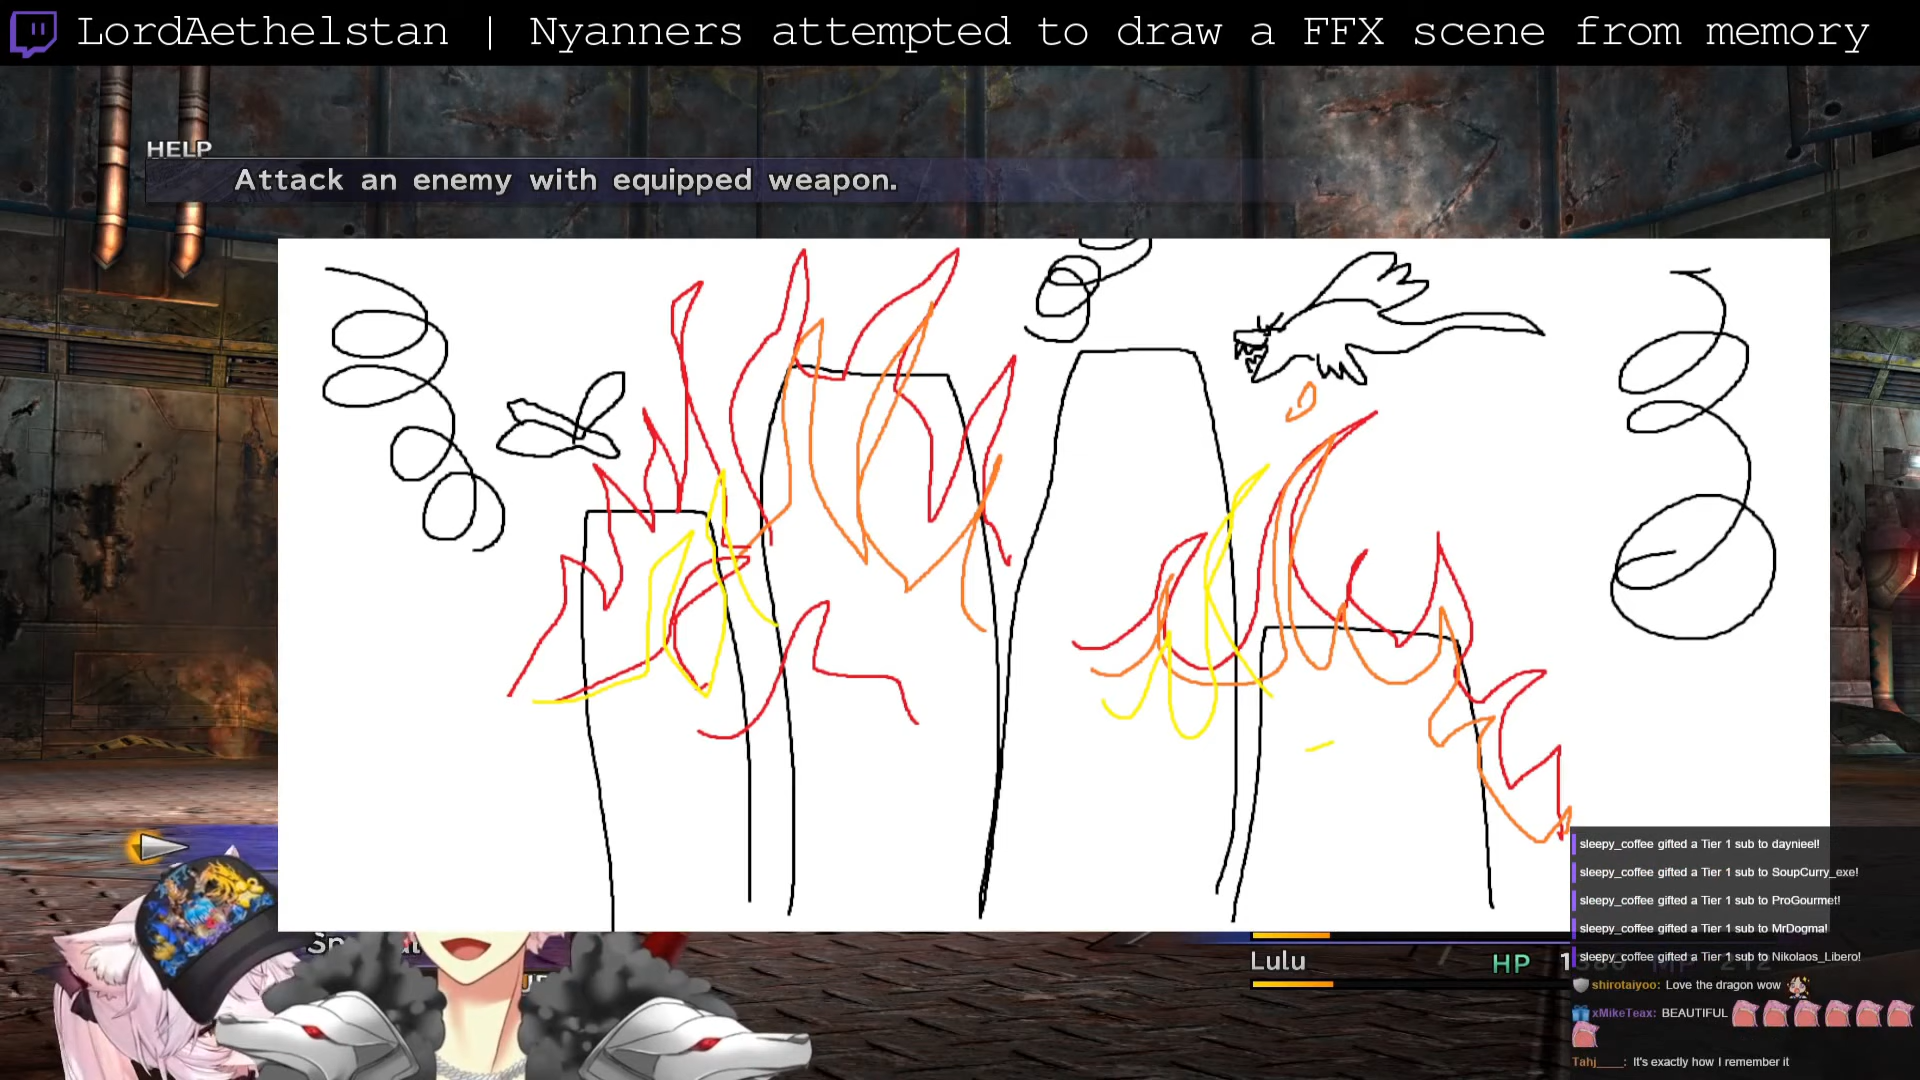 LordAethelstan | Nyanners attempted to draw a FFX scene from memory
HELP
Attack an enemy with equipped weapon.
sleepy_coffee gifted a Tier 1 sub to daynieel!
sleepy_coffee gifted a Tier 1 sub to SoupCurry_exe!
sleepy_coffee gifted a Tier 1 sub to ProGourmet!
sleepy_coffee gifted a Tier 1 sub to MrDogma!
sleepy_coffee gifted a Tier 1 sub to Nikolaos_Libero!
Lulu HP
shirotaiyoo: Love the dragon wow
xMikeTeax: BEAUTIFUL
Tahj____: It's exactly how I remember it